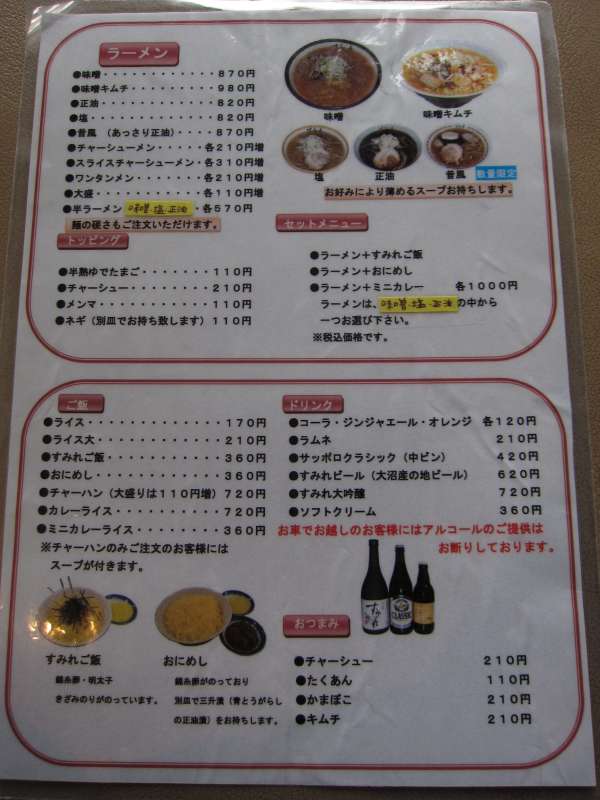 ラーメン
●味噌・・・・・・・・・・・870円
●味噌キムチ・・・・・・・・980円
●正油・・・・・・・・・・・820円
●塩・・・・・・・・・・・・820円
●昔風 (あっさり正油)・・・870円
●チャーシューメン・・・・各210円増
●スライスチャーシューメン・各310円増
●ワンタンメン・・・・・・各210円増
●大盛・・・・・・・・・・各110円増
●半ラーメン 味噌・塩・正油・各570円
麺の硬さもご注文いただけます。
味噌
味噌キムチ
塩
正油
昔風 数量限定
お好みにより薄めるスープお持ちします。
トッピング
●半熟ゆでたまご・・・・・・・110円
●チャーシュー・・・・・・・・210円
●メンマ・・・・・・・・・・・110円
●ネギ(別皿でお持ち致します)110円
セットメニュー
●ラーメン+すみれご飯
●ラーメン+おにめし
●ラーメン+ミニカレー 各1000円
ラーメンは、味噌・塩・正油の中から
一つお選び下さい。
※税込価格です。
ご飯
●ライス・・・・・・・・・・・170円
●ライス大・・・・・・・・・・210円
●すみれご飯・・・・・・・・・360円
●おにめし・・・・・・・・・・360円
●チャーハン(大盛りは110円増)720円
●カレーライス・・・・・・・・720円
●ミニカレーライス・・・・・・360円
※チャーハンのみご注文のお客様には
スープが付きます。
ドリンク
●コーラ・ジンジャエール・オレンジ 各120円
●ラムネ 210円
●サッポロクラシック(中ビン) 420円
●すみれビール(大沼産の地ビール) 620円
●すみれ大吟醸 720円
●ソフトクリーム 360円
お車でお越しのお客様にはアルコールのご提供は
お断りしております。
すみれ
CLASSIC
すみれご飯
錦糸卵・明太子
きざみのりがのっています。
おにめし
錦糸卵がのっており
別皿で三升漬(青とうがらし
の正油漬)をお持ちします。
おつまみ
●チャーシュー 210円
●たくあん 110円
●かまぼこ 210円
●キムチ 210円